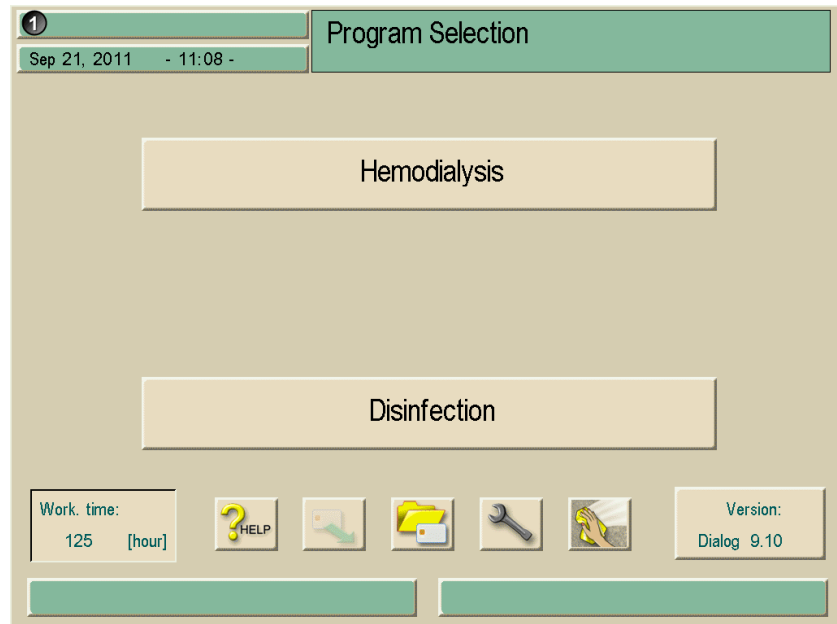 1
Program Selection
Sep 21, 2011 - 11:08 -
Hemodialysis
Disinfection
Work. time:
125 [hour]
?HELP
Version:
Dialog 9.10